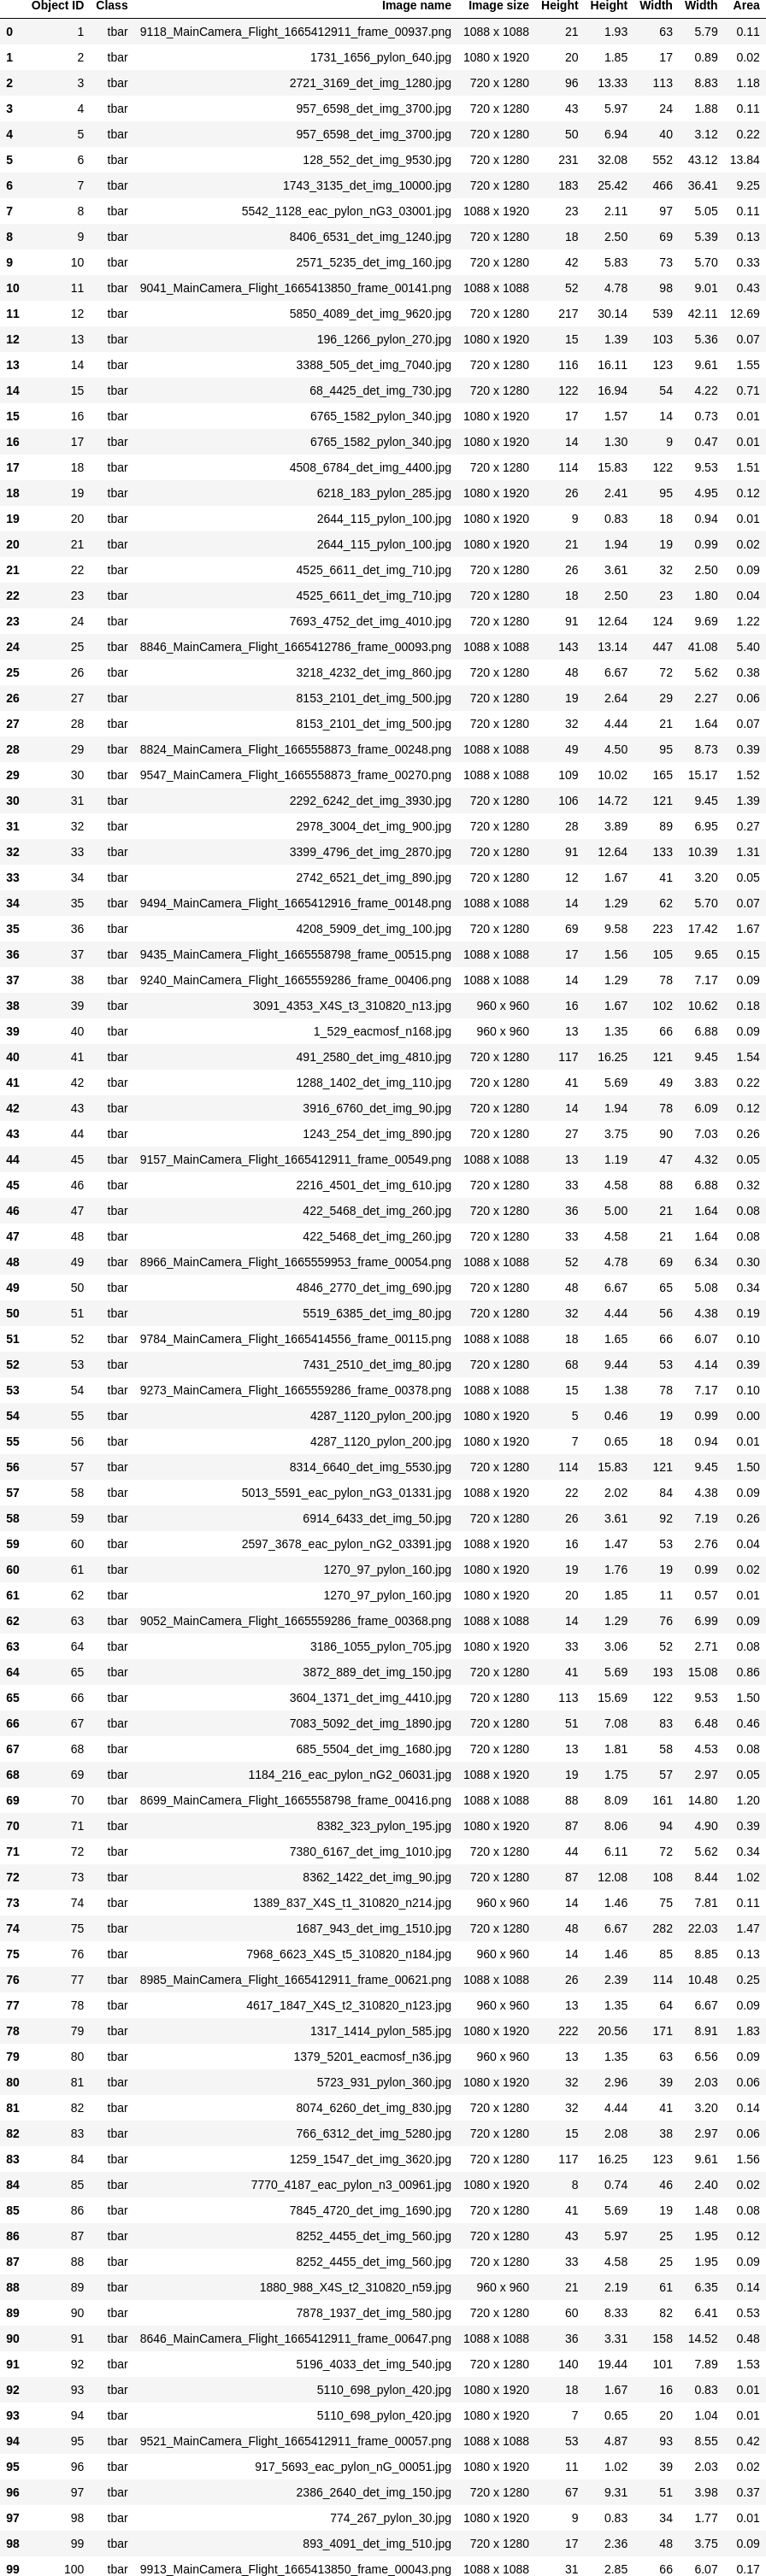 Object ID Class Image name Image size Height Height Width Width Area
0 1 tbar 9118_MainCamera_Flight_1665412911_frame_00937.png 1088 x 1088 21 1.93 63 5.79 0.11
1 2 tbar 1731_1656_pylon_640.jpg 1080 x 1920 20 1.85 17 0.89 0.02
2 3 tbar 2721_3169_det_img_1280.jpg 720 x 1280 96 13.33 113 8.83 1.18
3 4 tbar 957_6598_det_img_3700.jpg 720 x 1280 43 5.97 24 1.88 0.11
4 5 tbar 957_6598_det_img_3700.jpg 720 x 1280 50 6.94 40 3.12 0.22
5 6 tbar 128_552_det_img_9530.jpg 720 x 1280 231 32.08 552 43.12 13.84
6 7 tbar 1743_3135_det_img_10000.jpg 720 x 1280 183 25.42 466 36.41 9.25
7 8 tbar 5542_1128_eac_pylon_nG3_03001.jpg 1088 x 1920 23 2.11 97 5.05 0.11
8 9 tbar 8406_6531_det_img_1240.jpg 720 x 1280 18 2.50 69 5.39 0.13
9 10 tbar 2571_5235_det_img_160.jpg 720 x 1280 42 5.83 73 5.70 0.33
10 11 tbar 9041_MainCamera_Flight_1665413850_frame_00141.png 1088 x 1088 52 4.78 98 9.01 0.43
11 12 tbar 5850_4089_det_img_9620.jpg 720 x 1280 217 30.14 539 42.11 12.69
12 13 tbar 196_1266_pylon_270.jpg 1080 x 1920 15 1.39 103 5.36 0.07
13 14 tbar 3388_505_det_img_7040.jpg 720 x 1280 116 16.11 123 9.61 1.55
14 15 tbar 68_4425_det_img_730.jpg 720 x 1280 122 16.94 54 4.22 0.71
15 16 tbar 6765_1582_pylon_340.jpg 1080 x 1920 17 1.57 14 0.73 0.01
16 17 tbar 6765_1582_pylon_340.jpg 1080 x 1920 14 1.30 9 0.47 0.01
17 18 tbar 4508_6784_det_img_4400.jpg 720 x 1280 114 15.83 122 9.53 1.51
18 19 tbar 6218_183_pylon_285.jpg 1080 x 1920 26 2.41 95 4.95 0.12
19 20 tbar 2644_115_pylon_100.jpg 1080 x 1920 9 0.83 18 0.94 0.01
20 21 tbar 2644_115_pylon_100.jpg 1080 x 1920 21 1.94 19 0.99 0.02
21 22 tbar 4525_6611_det_img_710.jpg 720 x 1280 26 3.61 32 2.50 0.09
22 23 tbar 4525_6611_det_img_710.jpg 720 x 1280 18 2.50 23 1.80 0.04
23 24 tbar 7693_4752_det_img_4010.jpg 720 x 1280 91 12.64 124 9.69 1.22
24 25 tbar 8846_MainCamera_Flight_1665412786_frame_00093.png 1088 x 1088 143 13.14 447 41.08 5.40
25 26 tbar 3218_4232_det_img_860.jpg 720 x 1280 48 6.67 72 5.62 0.38
26 27 tbar 8153_2101_det_img_500.jpg 720 x 1280 19 2.64 29 2.27 0.06
27 28 tbar 8153_2101_det_img_500.jpg 720 x 1280 32 4.44 21 1.64 0.07
28 29 tbar 8824_MainCamera_Flight_1665558873_frame_00248.png 1088 x 1088 49 4.50 95 8.73 0.39
29 30 tbar 9547_MainCamera_Flight_1665558873_frame_00270.png 1088 x 1088 109 10.02 165 15.17 1.52
30 31 tbar 2292_6242_det_img_3930.jpg 720 x 1280 106 14.72 121 9.45 1.39
31 32 tbar 2978_3004_det_img_900.jpg 720 x 1280 28 3.89 89 6.95 0.27
32 33 tbar 3399_4796_det_img_2870.jpg 720 x 1280 91 12.64 133 10.39 1.31
33 34 tbar 2742_6521_det_img_890.jpg 720 x 1280 12 1.67 41 3.20 0.05
34 35 tbar 9494_MainCamera_Flight_1665412916_frame_00148.png 1088 x 1088 14 1.29 62 5.70 0.07
35 36 tbar 4208_5909_det_img_100.jpg 720 x 1280 69 9.58 223 17.42 1.67
36 37 tbar 9435_MainCamera_Flight_1665558798_frame_00515.png 1088 x 1088 17 1.56 105 9.65 0.15
37 38 tbar 9240_MainCamera_Flight_1665559286_frame_00406.png 1088 x 1088 14 1.29 78 7.17 0.09
38 39 tbar 3091_4353_X4S_t3_310820_n13.jpg 960 x 960 16 1.67 102 10.62 0.18
39 40 tbar 1_529_eacmosf_n168.jpg 960 x 960 13 1.35 66 6.88 0.09
40 41 tbar 491_2580_det_img_4810.jpg 720 x 1280 117 16.25 121 9.45 1.54
41 42 tbar 1288_1402_det_img_110.jpg 720 x 1280 41 5.69 49 3.83 0.22
42 43 tbar 3916_6760_det_img_90.jpg 720 x 1280 14 1.94 78 6.09 0.12
43 44 tbar 1243_254_det_img_890.jpg 720 x 1280 27 3.75 90 7.03 0.26
44 45 tbar 9157_MainCamera_Flight_1665412911_frame_00549.png 1088 x 1088 13 1.19 47 4.32 0.05
45 46 tbar 2216_4501_det_img_610.jpg 720 x 1280 33 4.58 88 6.88 0.32
46 47 tbar 422_5468_det_img_260.jpg 720 x 1280 36 5.00 21 1.64 0.08
47 48 tbar 422_5468_det_img_260.jpg 720 x 1280 33 4.58 21 1.64 0.08
48 49 tbar 8966_MainCamera_Flight_1665559953_frame_00054.png 1088 x 1088 52 4.78 69 6.34 0.30
49 50 tbar 4846_2770_det_img_690.jpg 720 x 1280 48 6.67 65 5.08 0.34
50 51 tbar 5519_6385_det_img_80.jpg 720 x 1280 32 4.44 56 4.38 0.19
51 52 tbar 9784_MainCamera_Flight_1665414556_frame_00115.png 1088 x 1088 18 1.65 66 6.07 0.10
52 53 tbar 7431_2510_det_img_80.jpg 720 x 1280 68 9.44 53 4.14 0.39
53 54 tbar 9273_MainCamera_Flight_1665559286_frame_00378.png 1088 x 1088 15 1.38 78 7.17 0.10
54 55 tbar 4287_1120_pylon_200.jpg 1080 x 1920 5 0.46 19 0.99 0.00
55 56 tbar 4287_1120_pylon_200.jpg 1080 x 1920 7 0.65 18 0.94 0.01
56 57 tbar 8314_6640_det_img_5530.jpg 720 x 1280 114 15.83 121 9.45 1.50
57 58 tbar 5013_5591_eac_pylon_nG3_01331.jpg 1088 x 1920 22 2.02 84 4.38 0.09
58 59 tbar 6914_6433_det_img_50.jpg 720 x 1280 26 3.61 92 7.19 0.26
59 60 tbar 2597_3678_eac_pylon_nG2_03391.jpg 1088 x 1920 16 1.47 53 2.76 0.04
60 61 tbar 1270_97_pylon_160.jpg 1080 x 1920 19 1.76 19 0.99 0.02
61 62 tbar 1270_97_pylon_160.jpg 1080 x 1920 20 1.85 11 0.57 0.01
62 63 tbar 9052_MainCamera_Flight_1665559286_frame_00368.png 1088 x 1088 14 1.29 76 6.99 0.09
63 64 tbar 3186_1055_pylon_705.jpg 1080 x 1920 33 3.06 52 2.71 0.08
64 65 tbar 3872_889_det_img_150.jpg 720 x 1280 41 5.69 193 15.08 0.86
65 66 tbar 3604_1371_det_img_4410.jpg 720 x 1280 113 15.69 122 9.53 1.50
66 67 tbar 7083_5092_det_img_1890.jpg 720 x 1280 51 7.08 83 6.48 0.46
67 68 tbar 685_5504_det_img_1680.jpg 720 x 1280 13 1.81 58 4.53 0.08
68 69 tbar 1184_216_eac_pylon_nG2_06031.jpg 1088 x 1920 19 1.75 57 2.97 0.05
69 70 tbar 8699_MainCamera_Flight_1665558798_frame_00416.png 1088 x 1088 88 8.09 161 14.80 1.20
70 71 tbar 8382_323_pylon_195.jpg 1080 x 1920 87 8.06 94 4.90 0.39
71 72 tbar 7380_6167_det_img_1010.jpg 720 x 1280 44 6.11 72 5.62 0.34
72 73 tbar 8362_1422_det_img_90.jpg 720 x 1280 87 12.08 108 8.44 1.02
73 74 tbar 1389_837_X4S_t1_310820_n214.jpg 960 x 960 14 1.46 75 7.81 0.11
74 75 tbar 1687_943_det_img_1510.jpg 720 x 1280 48 6.67 282 22.03 1.47
75 76 tbar 7968_6623_X4S_t5_310820_n184.jpg 960 x 960 14 1.46 85 8.85 0.13
76 77 tbar 8985_MainCamera_Flight_1665412911_frame_00621.png 1088 x 1088 26 2.39 114 10.48 0.25
77 78 tbar 4617_1847_X4S_t2_310820_n123.jpg 960 x 960 13 1.35 64 6.67 0.09
78 79 tbar 1317_1414_pylon_585.jpg 1080 x 1920 222 20.56 171 8.91 1.83
79 80 tbar 1379_5201_eacmosf_n36.jpg 960 x 960 13 1.35 63 6.56 0.09
80 81 tbar 5723_931_pylon_360.jpg 1080 x 1920 32 2.96 39 2.03 0.06
81 82 tbar 8074_6260_det_img_830.jpg 720 x 1280 32 4.44 41 3.20 0.14
82 83 tbar 766_6312_det_img_5280.jpg 720 x 1280 15 2.08 38 2.97 0.06
83 84 tbar 1259_1547_det_img_3620.jpg 720 x 1280 117 16.25 123 9.61 1.56
84 85 tbar 7770_4187_eac_pylon_n3_00961.jpg 1080 x 1920 8 0.74 46 2.40 0.02
85 86 tbar 7845_4720_det_img_1690.jpg 720 x 1280 41 5.69 19 1.48 0.08
86 87 tbar 8252_4455_det_img_560.jpg 720 x 1280 43 5.97 25 1.95 0.12
87 88 tbar 8252_4455_det_img_560.jpg 720 x 1280 33 4.58 25 1.95 0.09
88 89 tbar 1880_988_X4S_t2_310820_n59.jpg 960 x 960 21 2.19 61 6.35 0.14
89 90 tbar 7878_1937_det_img_580.jpg 720 x 1280 60 8.33 82 6.41 0.53
90 91 tbar 8646_MainCamera_Flight_1665412911_frame_00647.png 1088 x 1088 36 3.31 158 14.52 0.48
91 92 tbar 5196_4033_det_img_540.jpg 720 x 1280 140 19.44 101 7.89 1.53
92 93 tbar 5110_698_pylon_420.jpg 1080 x 1920 18 1.67 16 0.83 0.01
93 94 tbar 5110_698_pylon_420.jpg 1080 x 1920 7 0.65 20 1.04 0.01
94 95 tbar 9521_MainCamera_Flight_1665412911_frame_00057.png 1088 x 1088 53 4.87 93 8.55 0.42
95 96 tbar 917_5693_eac_pylon_nG_00051.jpg 1080 x 1920 11 1.02 39 2.03 0.02
96 97 tbar 2386_2640_det_img_150.jpg 720 x 1280 67 9.31 51 3.98 0.37
97 98 tbar 774_267_pylon_30.jpg 1080 x 1920 9 0.83 34 1.77 0.01
98 99 tbar 893_4091_det_img_510.jpg 720 x 1280 17 2.36 48 3.75 0.09
99 100 tbar 9913_MainCamera_Flight_1665413850_frame_00043.png 1088 x 1088 31 2.85 66 6.07 0.17